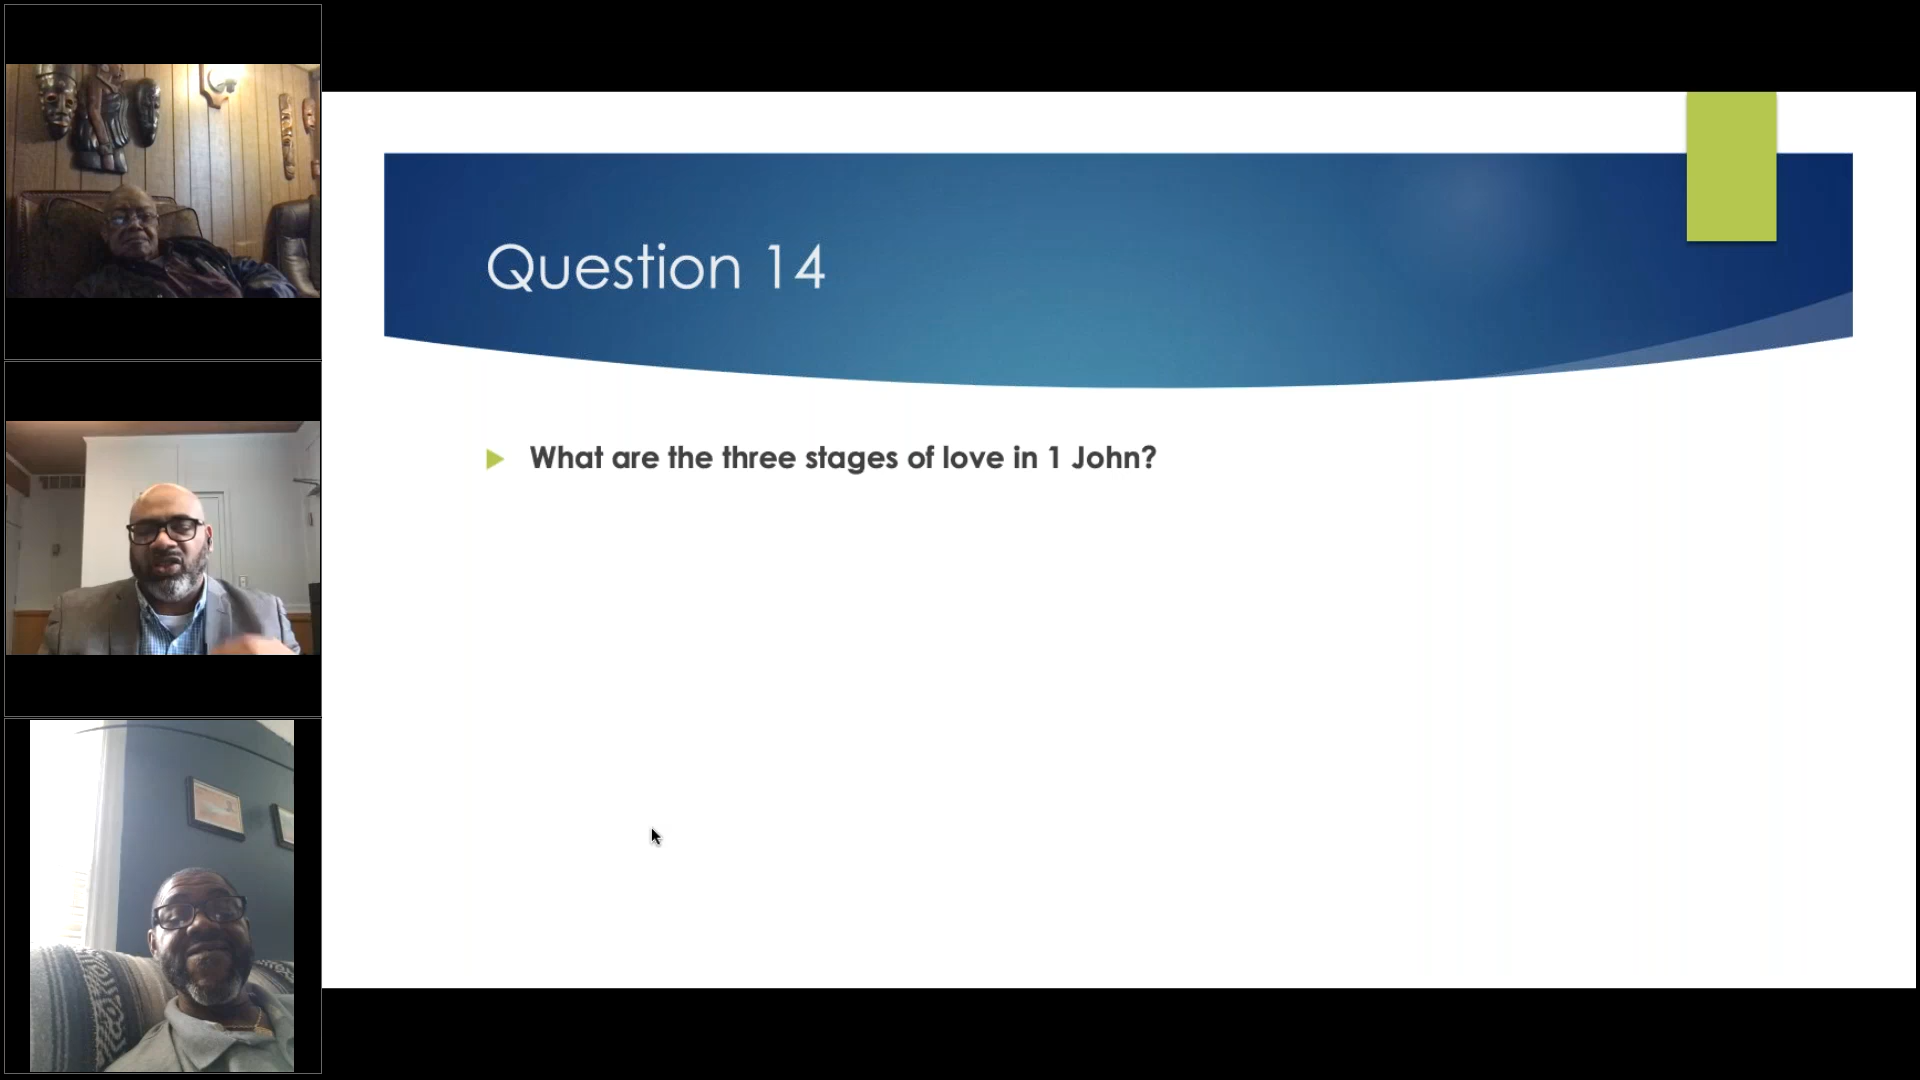 Question 14
What are the three stages of love in 1 John?